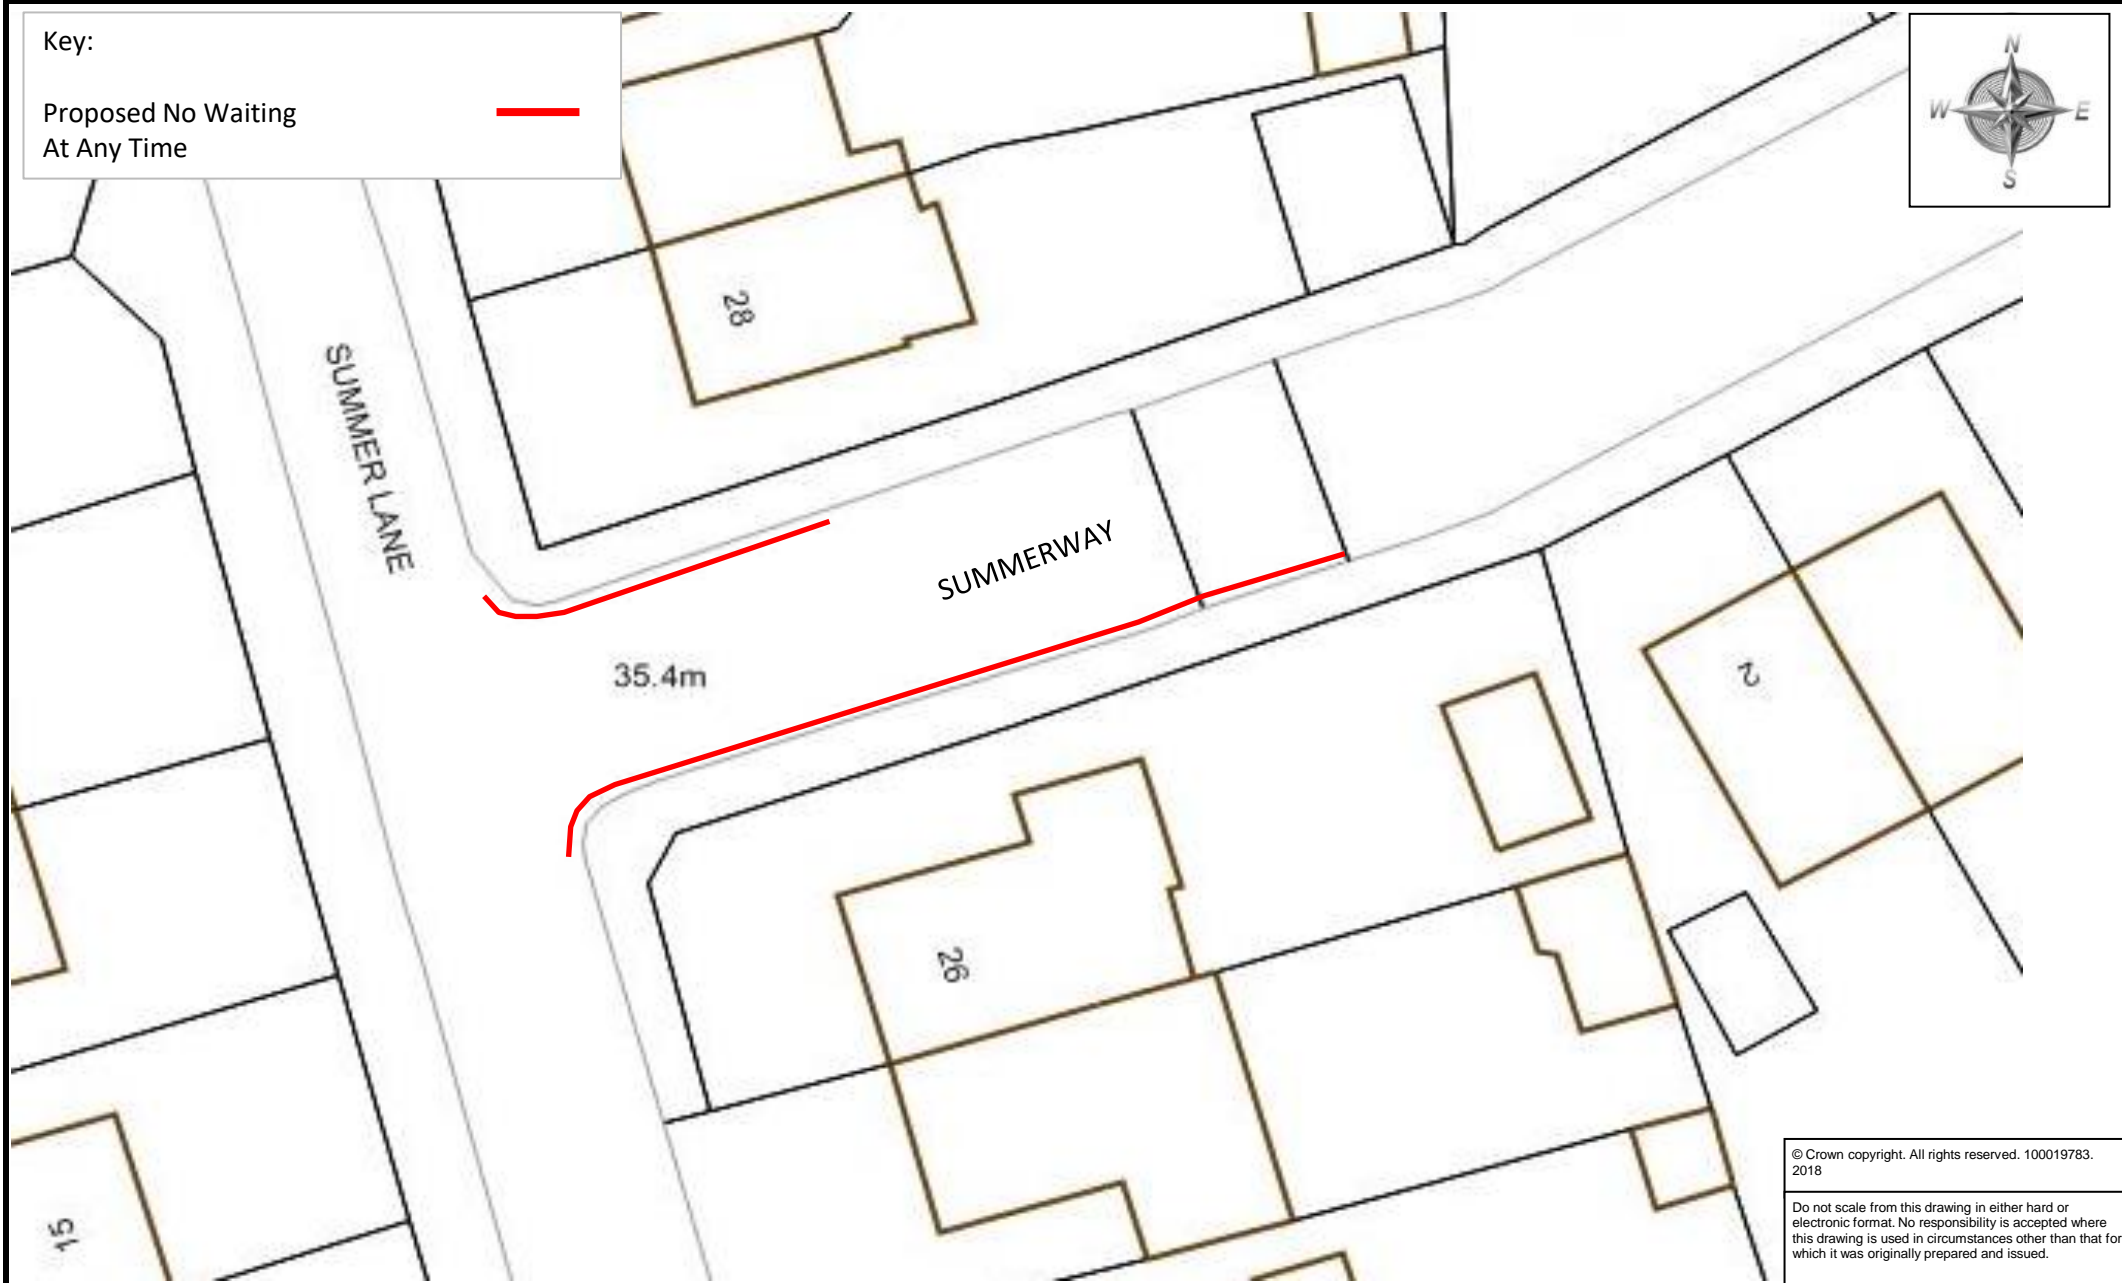 Key:
Proposed No Waiting
At Any Time
N
W
E
S
28
SUMMER LANE
SUMMERWAY
35.4m
2
26
15
© Crown copyright. All rights reserved. 100019783.
2018
Do not scale from this drawing in either hard or
electronic format. No responsibility is accepted where
this drawing is used in circumstances other than that for
which it was originally prepared and issued.